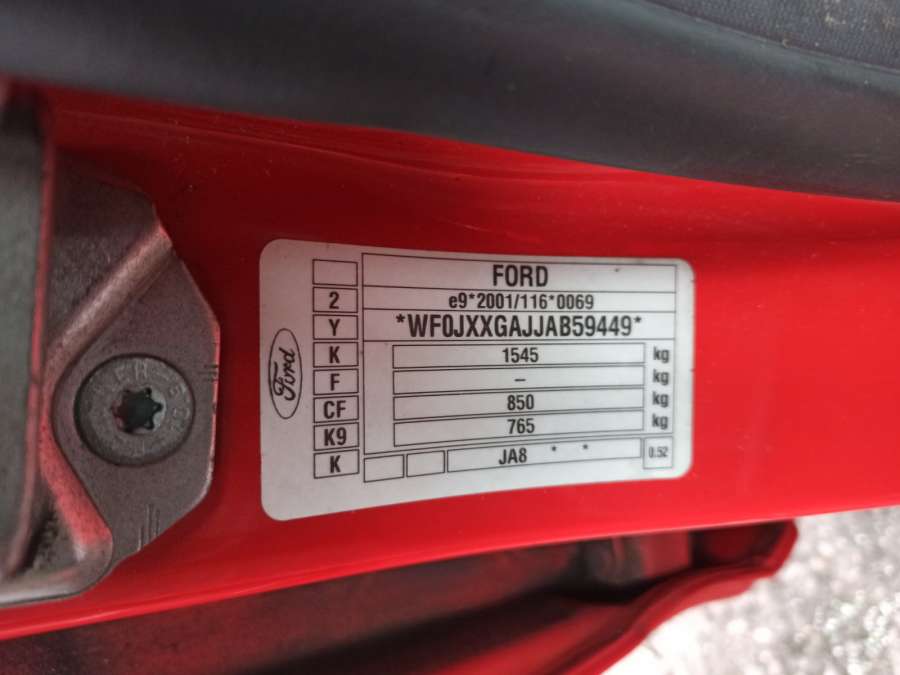 FORD
2 e9*2001/116*0069
Y *WF0JXXGAJJAB59449*
K 1545 kg
F – kg
CF 850 kg
K9 765 kg
K JA8 * * 0.52
Ford